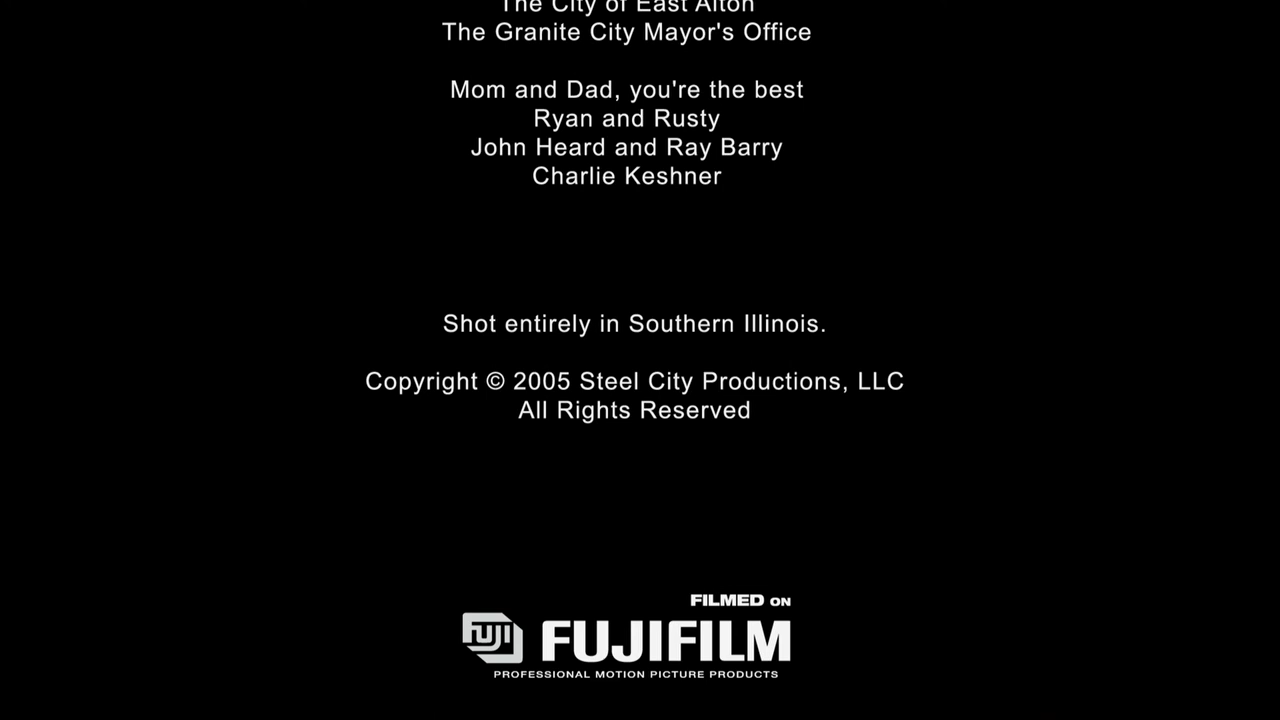 The City of East Alton
The Granite City Mayor's Office
Mom and Dad, you're the best
Ryan and Rusty
John Heard and Ray Barry
Charlie Keshner
Shot entirely in Southern Illinois.
Copyright © 2005 Steel City Productions, LLC
All Rights Reserved
FILMED ON
FUJI FUJIFILM
PROFESSIONAL MOTION PICTURE PRODUCTS